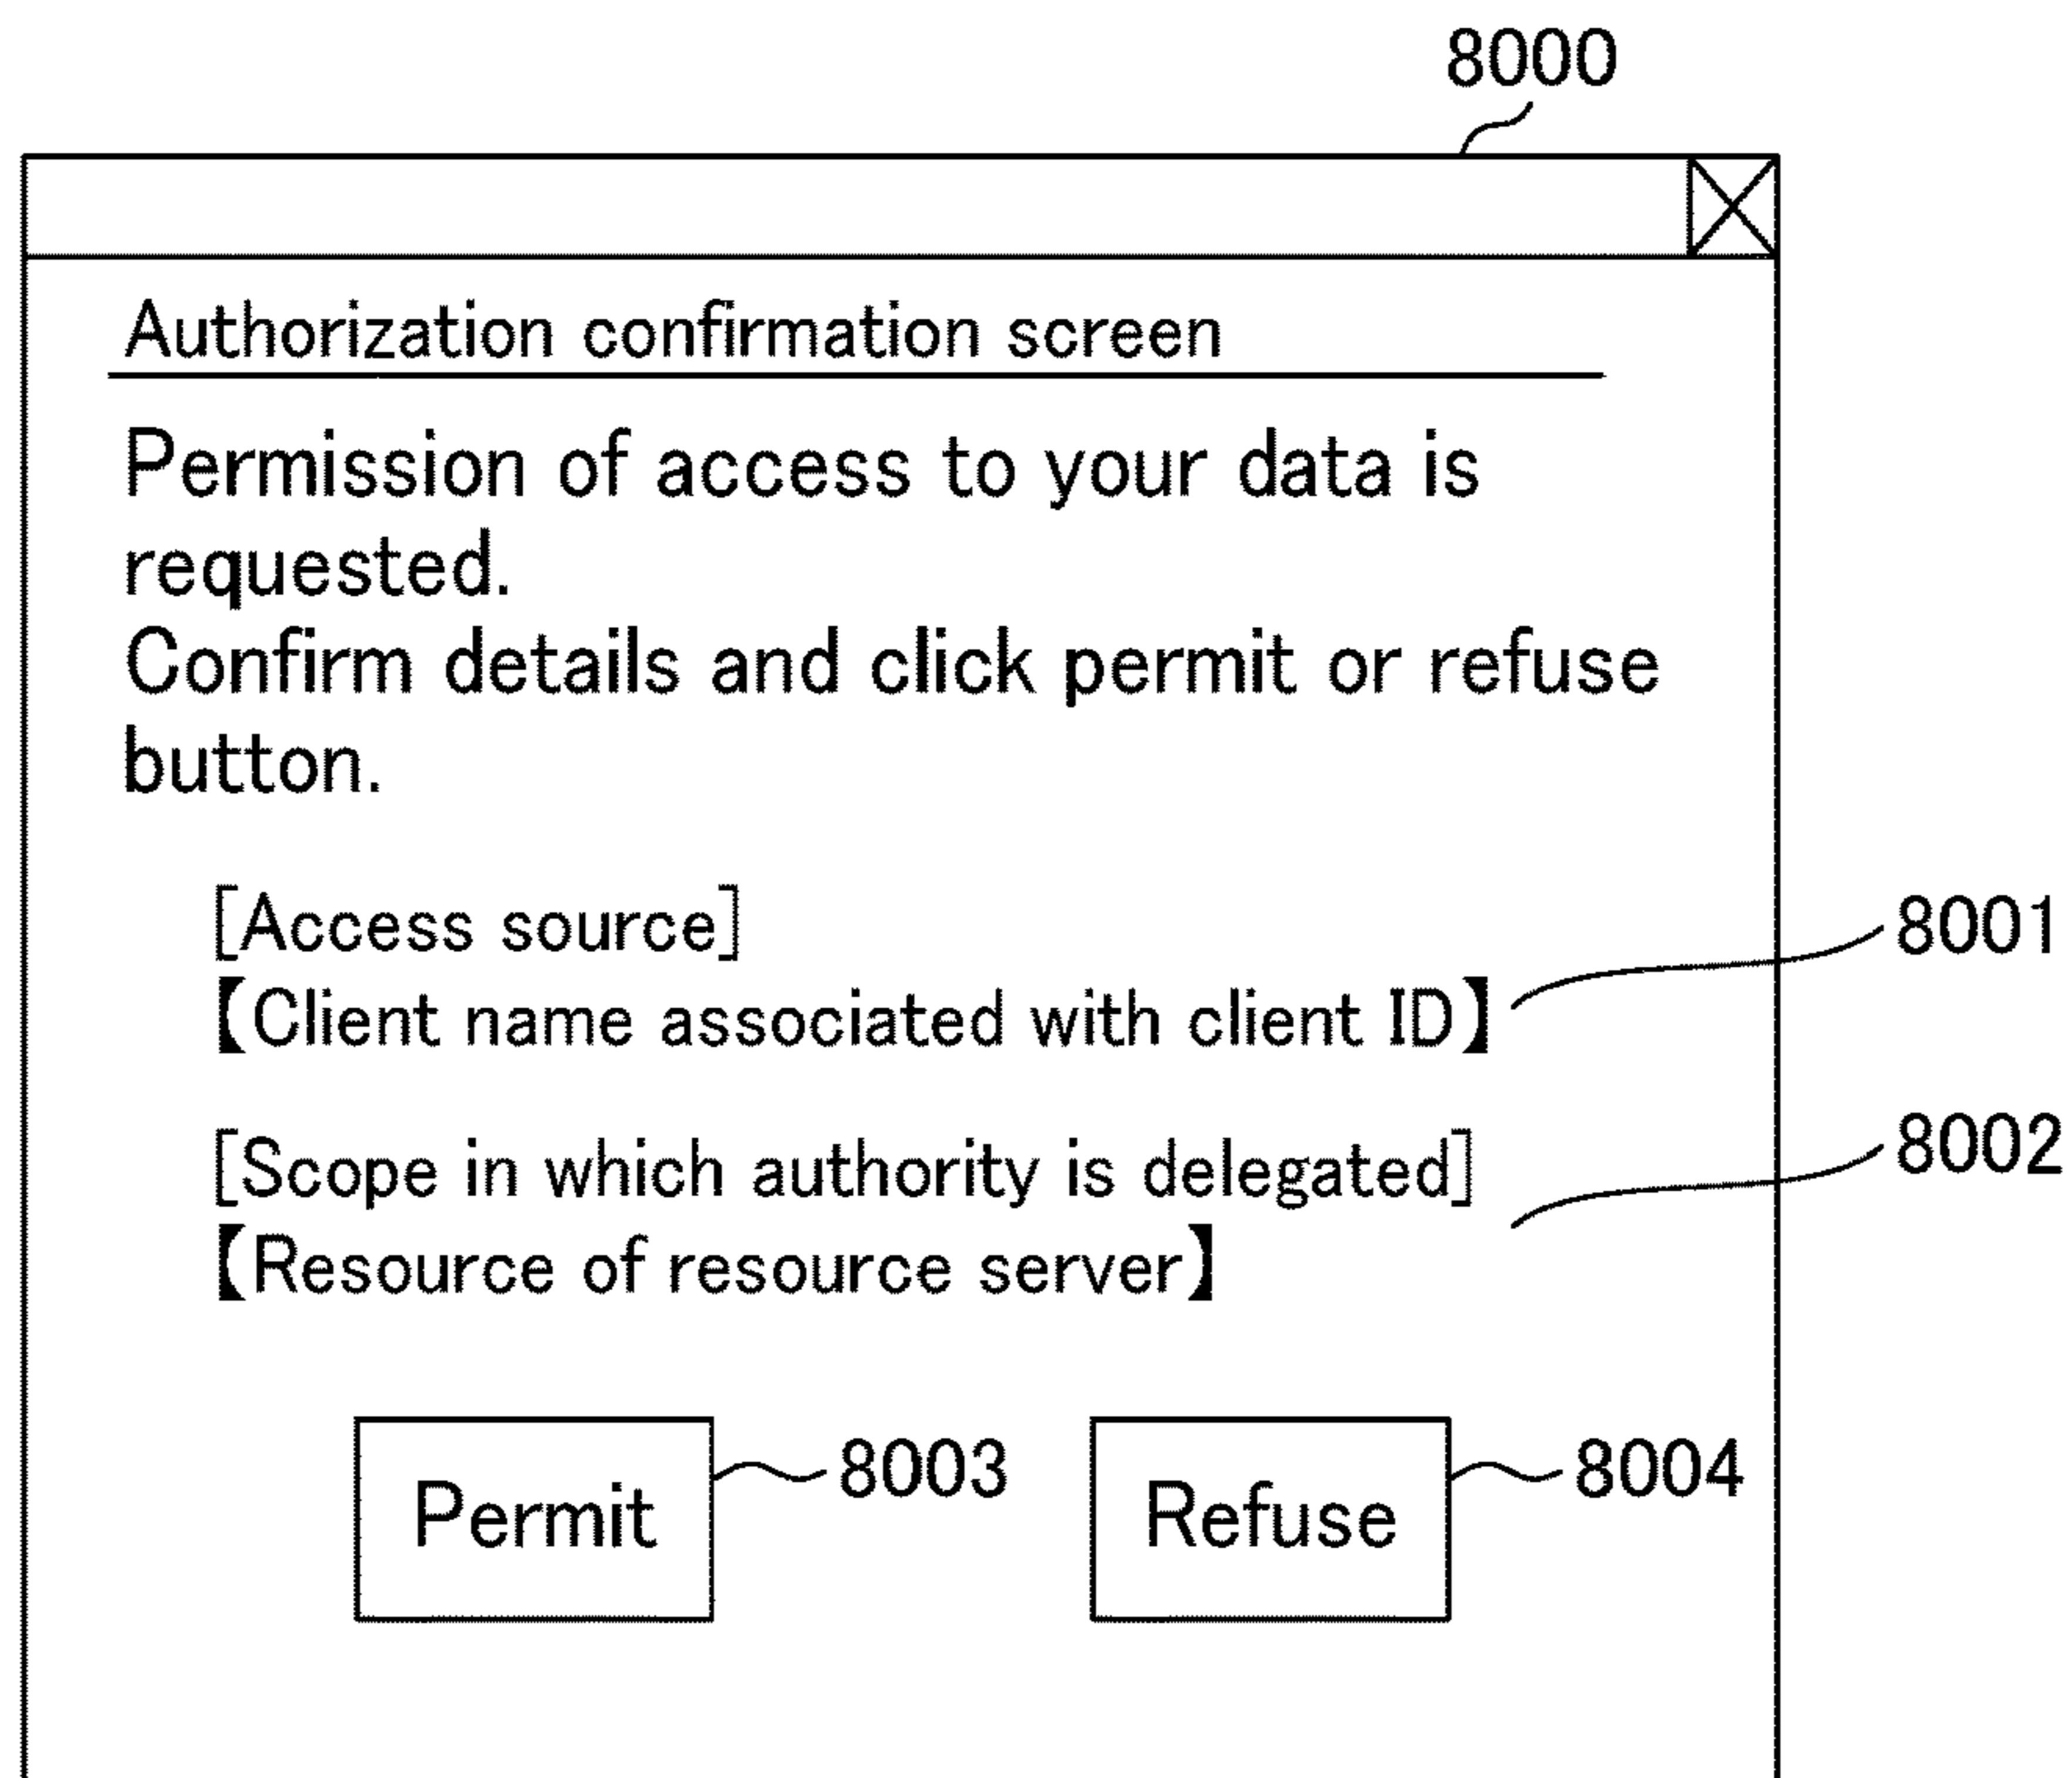 8000
Authorization confirmation screen
Permission of access to your data is
requested.
Confirm details and click permit or refuse
button.
[Access source]
8001
【Client name associated with client ID】
[Scope in which authority is delegated]
8002
【Resource of resource server】
Permit
8003
Refuse
8004